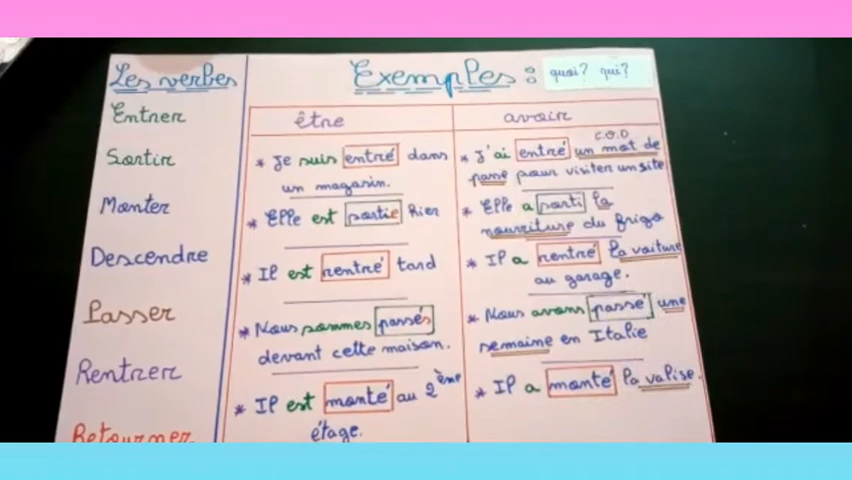 Les verbes
Entrer
Sortir
Monter
Descendre
Passer
Rentrer
Retourner
Exemples : quoi? qui?
être
* Je suis entré dans
un magasin.
* Elle est sortie hier
* Il est rentré tard
* Nous sommes passés
devant cette maison.
* Il est monté au 2ème
étage.
avoir
C.O.D
* J'ai entré un mot de
passe pour visiter un site
* Elle a sorti la
nourriture du frigo
* Il a rentré la voiture
au garage.
* Nous avons passé une
semaine en Italie
* Il a monté la valise.